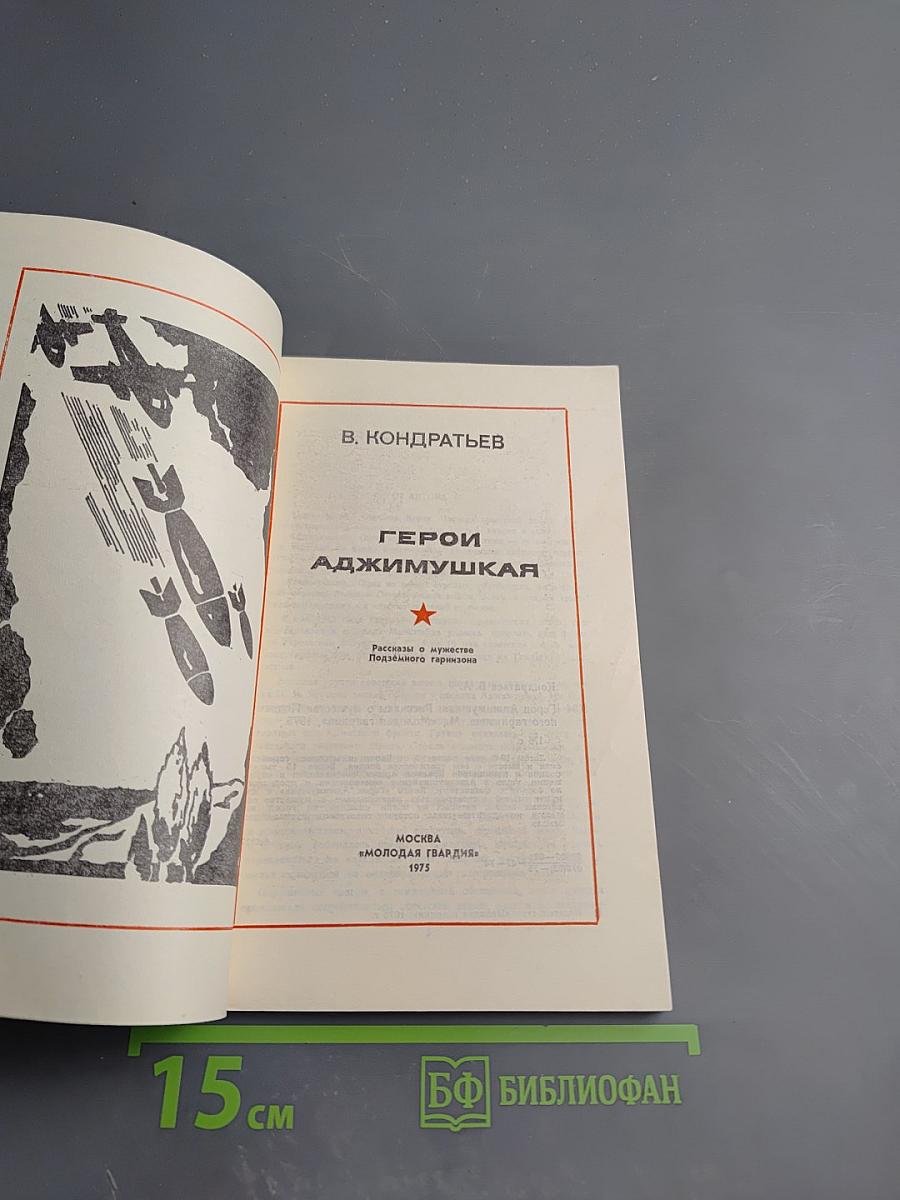 В. КОНДРАТЬЕВ
ГЕРОИ
АДЖИМУШКАЯ
Рассказы о мужестве
Подземного гарнизона
МОСКВА
«МОЛОДАЯ ГВАРДИЯ»
1975
15 см
БФ БИБЛИОФАН